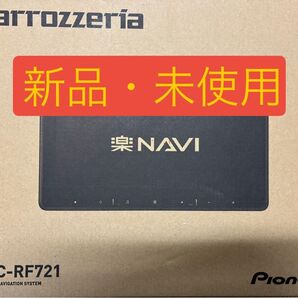 arrozzeria
新品・未使用
楽NAVI
C-RF721
NAVIGATION SYSTEM
Pion